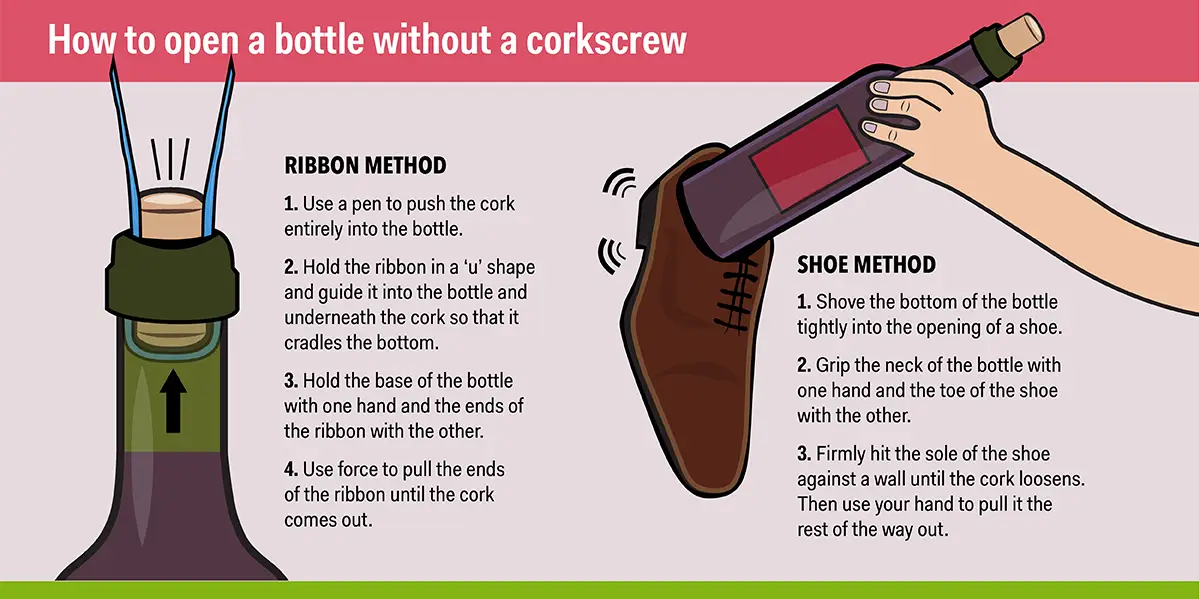 How to open a bottle without a corkscrew
RIBBON METHOD
1. Use a pen to push the cork
entirely into the bottle.
2. Hold the ribbon in a ‘u’ shape
and guide it into the bottle and
underneath the cork so that it
cradles the bottom.
3. Hold the base of the bottle
with one hand and the ends of
the ribbon with the other.
4. Use force to pull the ends
of the ribbon until the cork
comes out.
SHOE METHOD
1. Shove the bottom of the bottle
tightly into the opening of a shoe.
2. Grip the neck of the bottle with
one hand and the toe of the shoe
with the other.
3. Firmly hit the sole of the shoe
against a wall until the cork loosens.
Then use your hand to pull it the
rest of the way out.